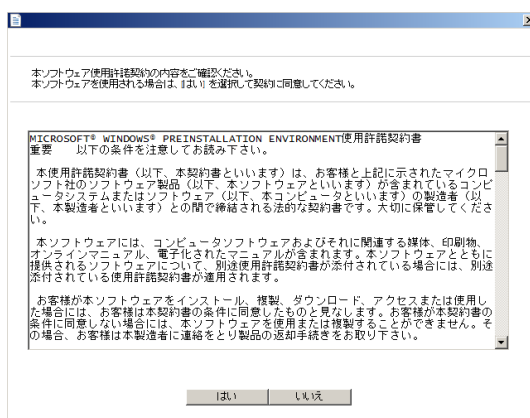 本ソフトウェア使用許諾契約の内容をご確認ください。
本ソフトウェアを使用される場合は、[はい] を選択して契約に同意してください。
MICROSOFT® WINDOWS® PREINSTALLATION ENVIRONMENT使用許諾契約書
重要　　以下の条件を注意してお読み下さい。
本使用許諾契約書（以下、本契約書といいます）は、お客様と上記に示されたマイクロ
ソフト社のソフトウェア製品（以下、本ソフトウェアといいます）が含まれているコンピ
ュータシステムまたはソフトウェア（以下、本コンピュータといいます）の製造者（以
下、本製造者といいます）との間で締結される法的な契約書です。大切に保管してくださ
い。
本ソフトウェアには、コンピュータソフトウェアおよびそれに関連する媒体、印刷物、
オンラインマニュアル、電子化されたマニュアルが含まれます。本ソフトウェアとともに
提供されるソフトウェアについて、別途使用許諾契約書が添付されている場合には、別途
添付されている使用許諾契約書が適用されます。
お客様が本ソフトウェアをインストール、複製、ダウンロード、アクセスまたは使用し
た場合には、お客様は本契約書の条件に同意したものと見なします。お客様が本契約書の
条件に同意しない場合には、本ソフトウェアを使用または複製することができません。そ
の場合、お客様は本製造者に連絡をとり製品の返却手続きをお取り下さい。
はい
いいえ